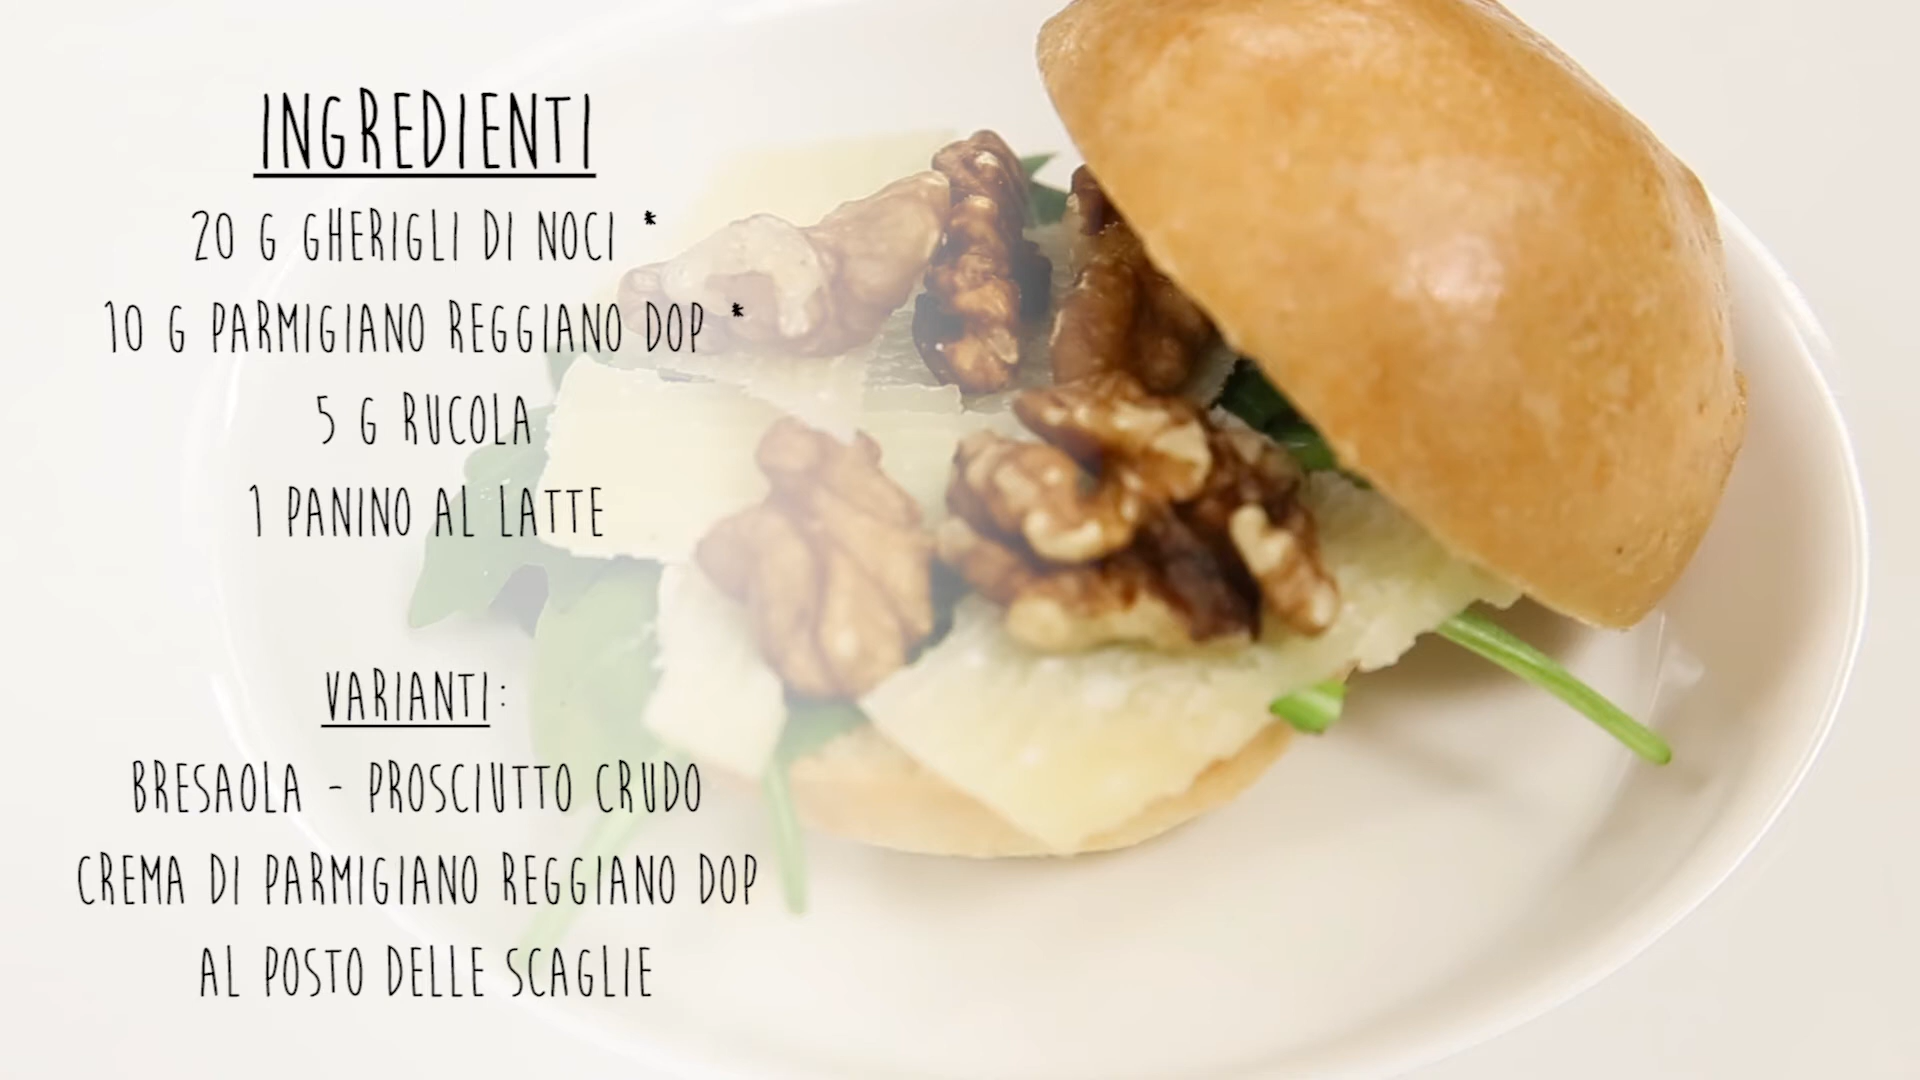 INGREDIENTI
20 G GHERIGLI DI NOCI *
10 G PARMIGIANO REGGIANO DOP *
5 G RUCOLA
1 PANINO AL LATTE
VARIANTI:
BRESAOLA - PROSCIUTTO CRUDO
CREMA DI PARMIGIANO REGGIANO DOP
AL POSTO DELLE SCAGLIE